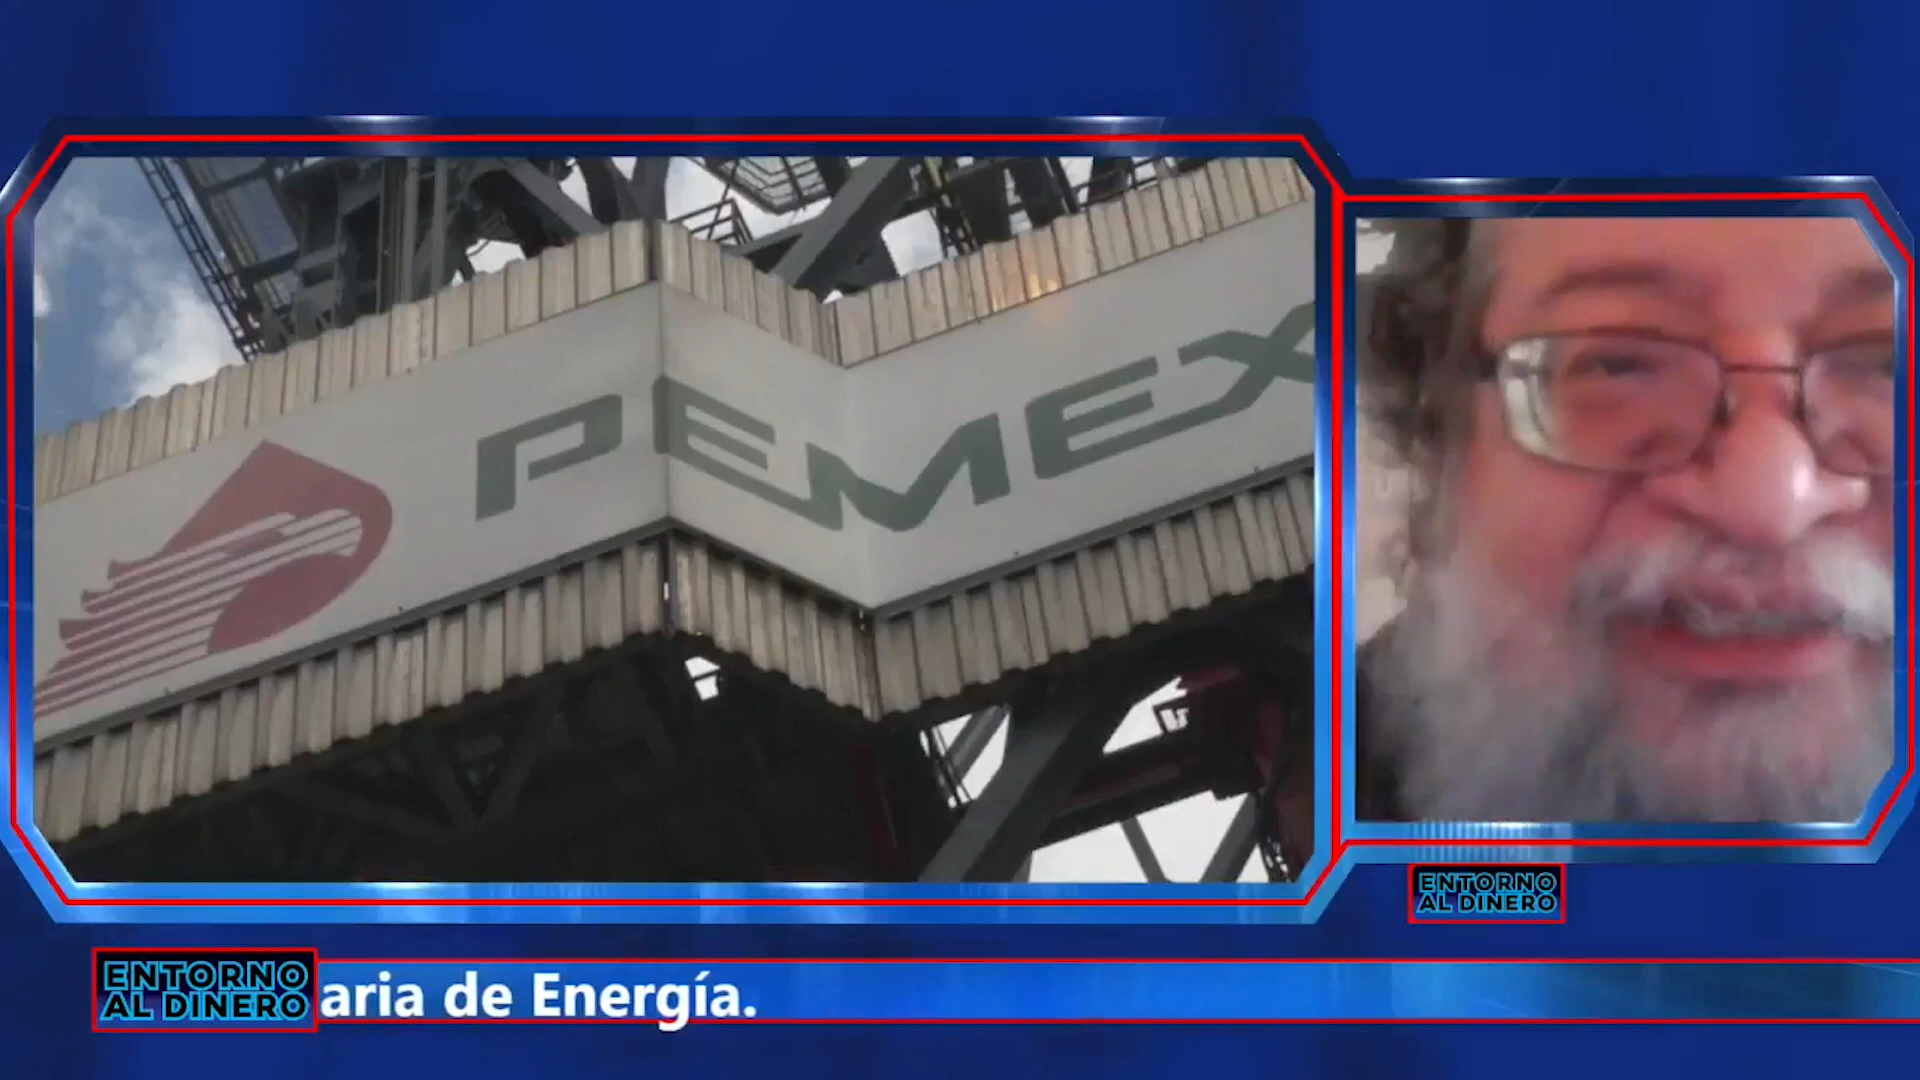 PEMEX
ENTORNO
AL DINERO
ENTORNO
AL DINERO
aria de Energía.